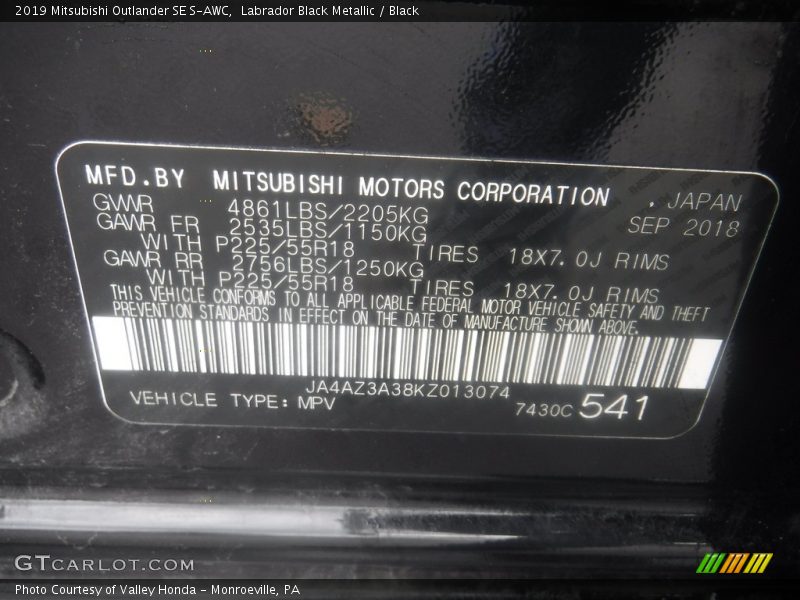 2019 Mitsubishi Outlander SE S-AWC,  Labrador Black Metallic / Black
MFD.BY MITSUBISHI MOTORS CORPORATION , JAPAN
GVWR 4861LBS/2205KG SEP 2018
GAWR FR 2535LBS/1150KG
WITH P225/55R18 TIRES 18X7.0J RIMS
GAWR RR 2756LBS/1250KG
WITH P225/55R18 TIRES 18X7.0J RIMS
THIS VEHICLE CONFORMS TO ALL APPLICABLE FEDERAL MOTOR VEHICLE SAFETY AND THEFT
PREVENTION STANDARDS IN EFFECT ON THE DATE OF MANUFACTURE SHOWN ABOVE.
JA4AZ3A38KZ013074
VEHICLE TYPE: MPV 7430C 541
GTCARLOT.COM
Photo Courtesy of Valley Honda - Monroeville, PA